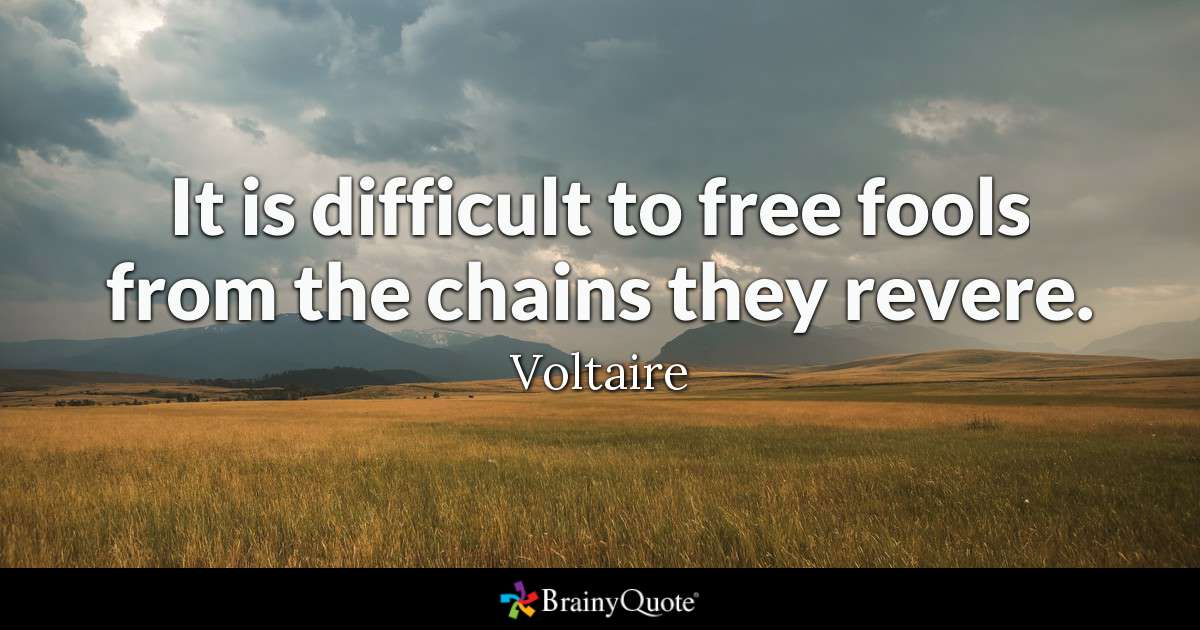 It is difficult to free fools
from the chains they revere.
Voltaire
BrainyQuote®